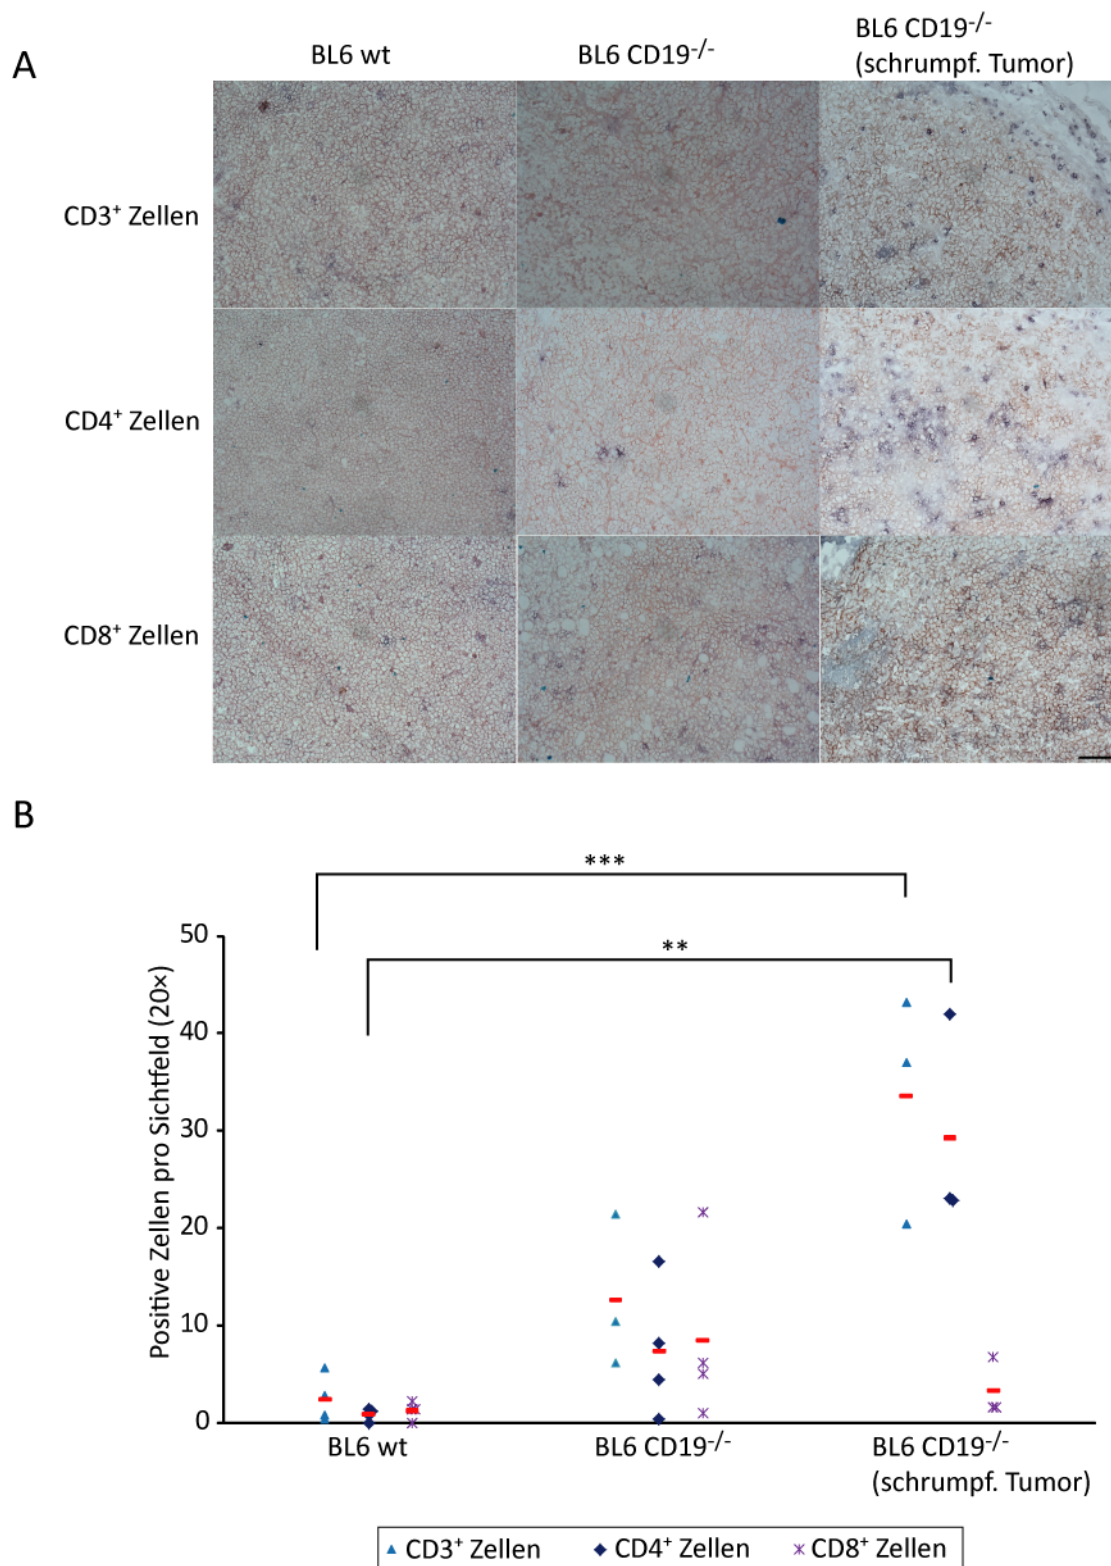 A
BL6 wt
BL6 CD19-/-
BL6 CD19-/-
(schrumpf. Tumor)
CD3+ Zellen
CD4+ Zellen
CD8+ Zellen
B
***
**
Positive Zellen pro Sichtfeld (20×)
50
40
30
20
10
0
BL6 wt
BL6 CD19-/-
BL6 CD19-/-
(schrumpf. Tumor)
CD3+ Zellen
CD4+ Zellen
CD8+ Zellen